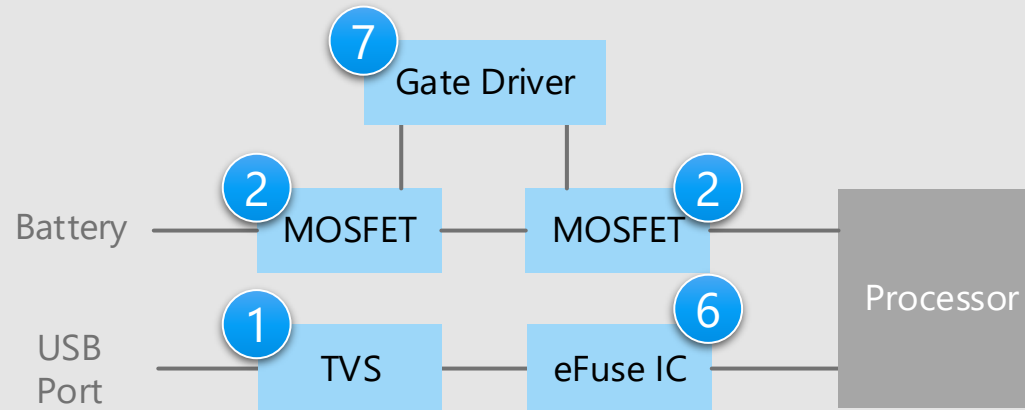 7
Gate Driver
2
2
Battery
MOSFET
MOSFET
Processor
1
6
USB
Port
TVS
eFuse IC